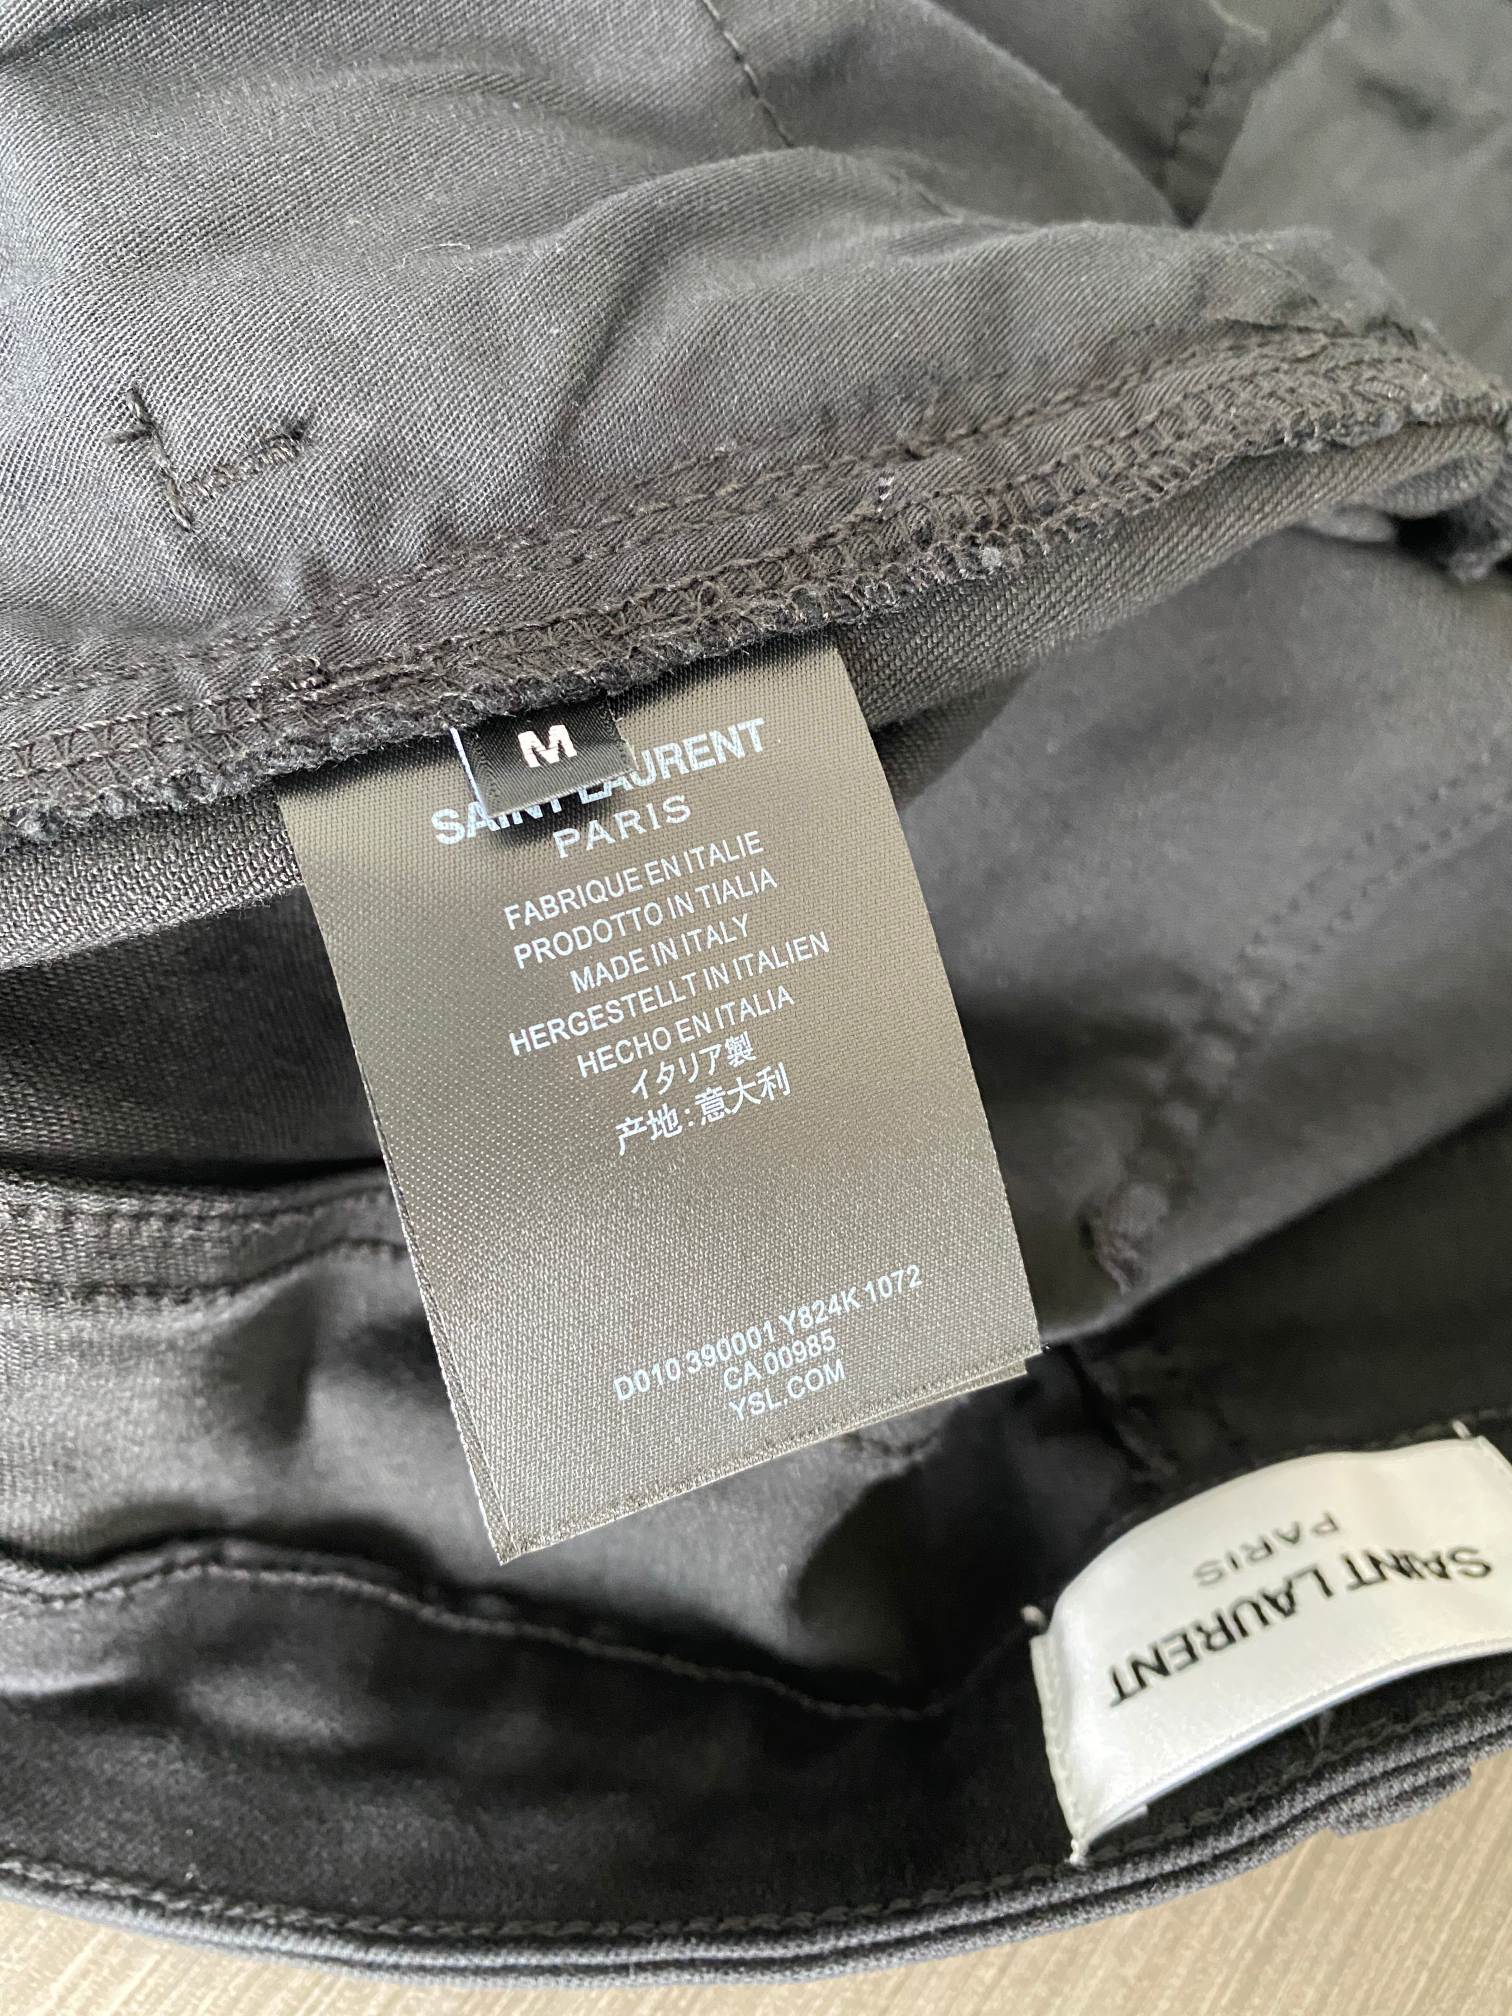 M
SAINT LAURENT
PARIS
FABRIQUE EN ITALIE
PRODOTTO IN TIALIA
MADE IN ITALY
HERGESTELLT IN ITALIEN
HECHO EN ITALIA
イタリア製
产地:意大利
D010 390001 Y824K 1072
CA 00985
YSL.COM
SAINT LAURENT
PARIS